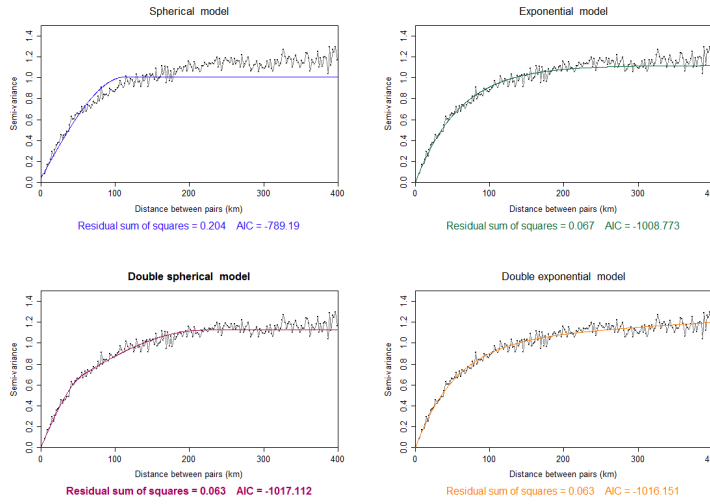 Spherical model
Semi-variance
0.0 0.2 0.4 0.6 0.8 1.0 1.2 1.4
0 100 200 300 400
Distance between pairs (km)
Residual sum of squares = 0.204 AIC = -789.19
Exponential model
Semi-variance
0.0 0.2 0.4 0.6 0.8 1.0 1.2 1.4
0 100 200 300 40
Distance between pairs (km)
Residual sum of squares = 0.067 AIC = -1008.773
Double spherical model
Semi-variance
0.0 0.2 0.4 0.6 0.8 1.0 1.2 1.4
0 100 200 300 400
Distance between pairs (km)
Residual sum of squares = 0.063 AIC = -1017.112
Double exponential model
Semi-variance
0.0 0.2 0.4 0.6 0.8 1.0 1.2 1.4
0 100 200 300 40
Distance between pairs (km)
Residual sum of squares = 0.063 AIC = -1016.151